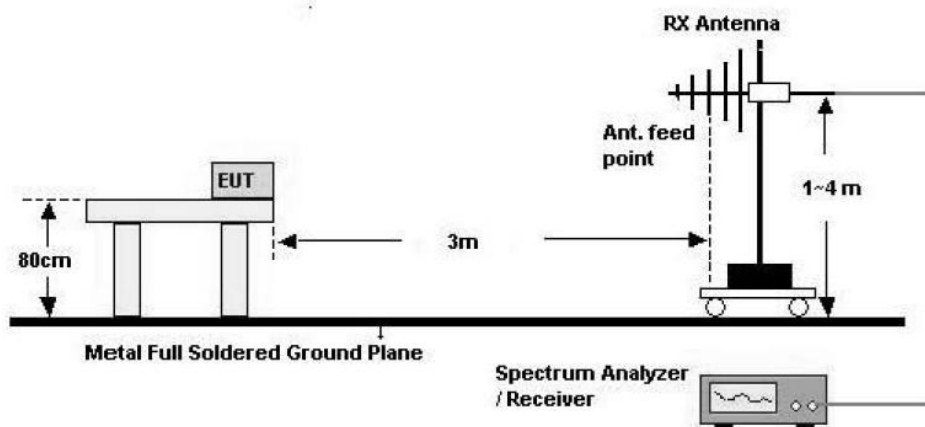 RX Antenna
Ant. feed
point
EUT
1~4 m
3m
80cm
Metal Full Soldered Ground Plane
Spectrum Analyzer
/ Receiver